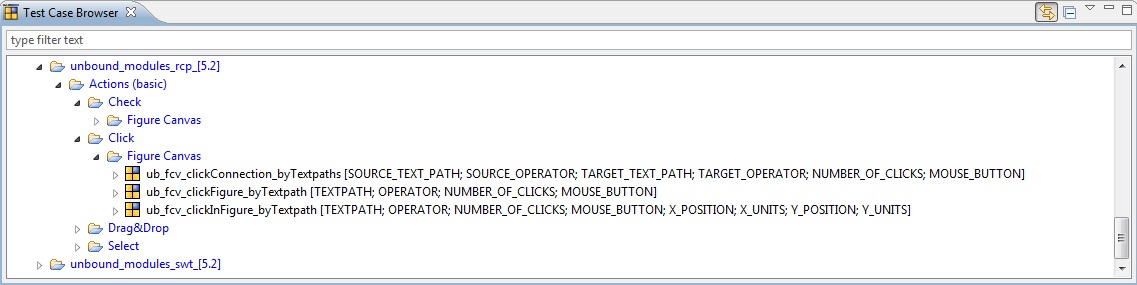 Test Case Browser
type filter text
unbound_modules_rcp_[5.2]
Actions (basic)
Check
Figure Canvas
Click
Figure Canvas
ub_fcv_clickConnection_byTextpaths [SOURCE_TEXT_PATH; SOURCE_OPERATOR; TARGET_TEXT_PATH; TARGET_OPERATOR; NUMBER_OF_CLICKS; MOUSE_BUTTON]
ub_fcv_clickFigure_byTextpath [TEXTPATH; OPERATOR; NUMBER_OF_CLICKS; MOUSE_BUTTON]
ub_fcv_clickInFigure_byTextpath [TEXTPATH; OPERATOR; NUMBER_OF_CLICKS; MOUSE_BUTTON; X_POSITION; X_UNITS; Y_POSITION; Y_UNITS]
Drag&Drop
Select
unbound_modules_swt_[5.2]